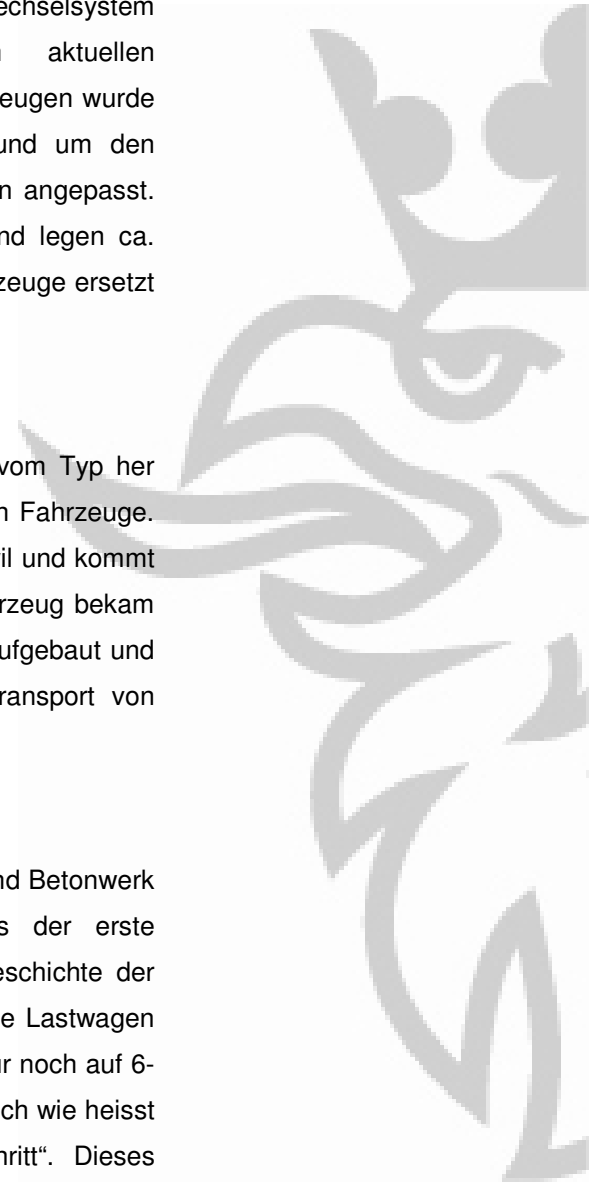 echselsystem
aktuellen
eugen wurde
und um den
n angepasst.
nd legen ca.
zeuge ersetzt
vom Typ her
n Fahrzeuge.
il und kommt
rzeug bekam
ufgebaut und
ransport von
nd Betonwerk
s der erste
eschichte der
e Lastwagen
ur noch auf 6-
ch wie heisst
hritt“. Dieses